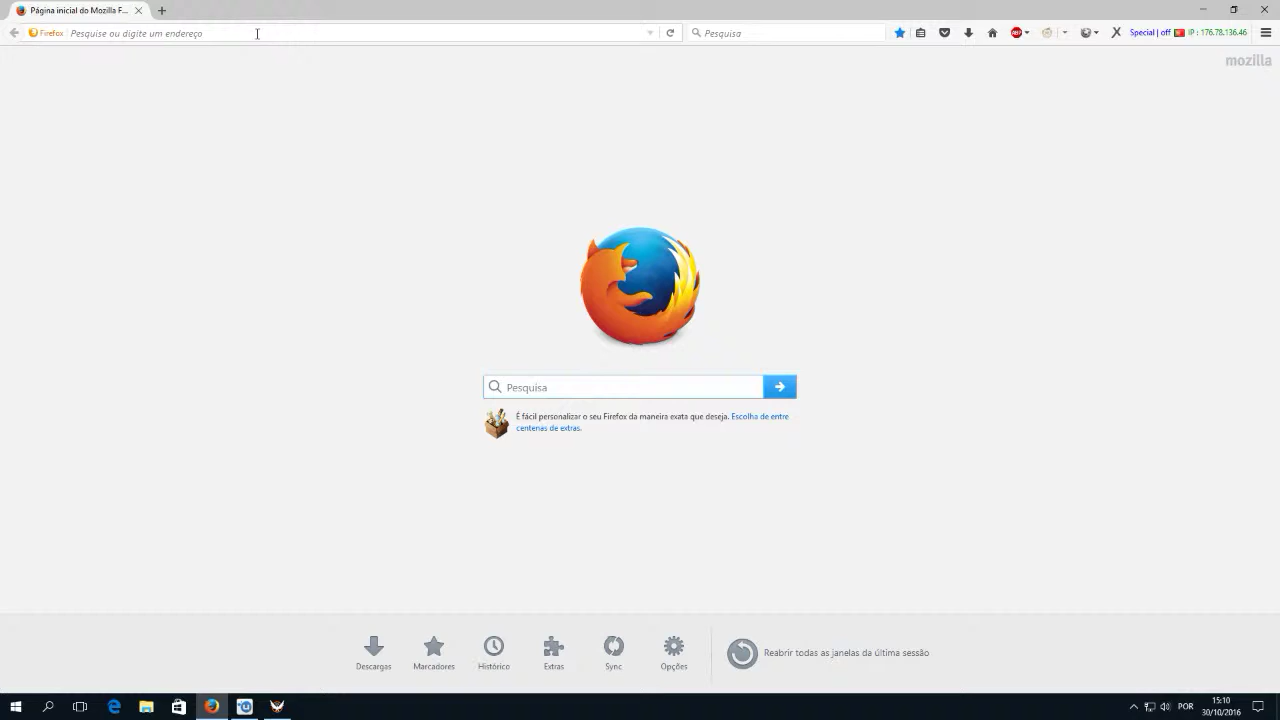 Página inicial do Mozilla F...
Firefox
Pesquise ou digite um endereço
Pesquisa
ABP
Special | off
IP : 176.78.136.46
mozilla
Pesquisa
É fácil personalizar o seu Firefox da maneira exata que deseja. Escolha de entre
centenas de extras.
Descargas
Marcadores
Histórico
Extras
Sync
Opções
Reabrir todas as janelas da última sessão
POR
15:10
30/10/2016